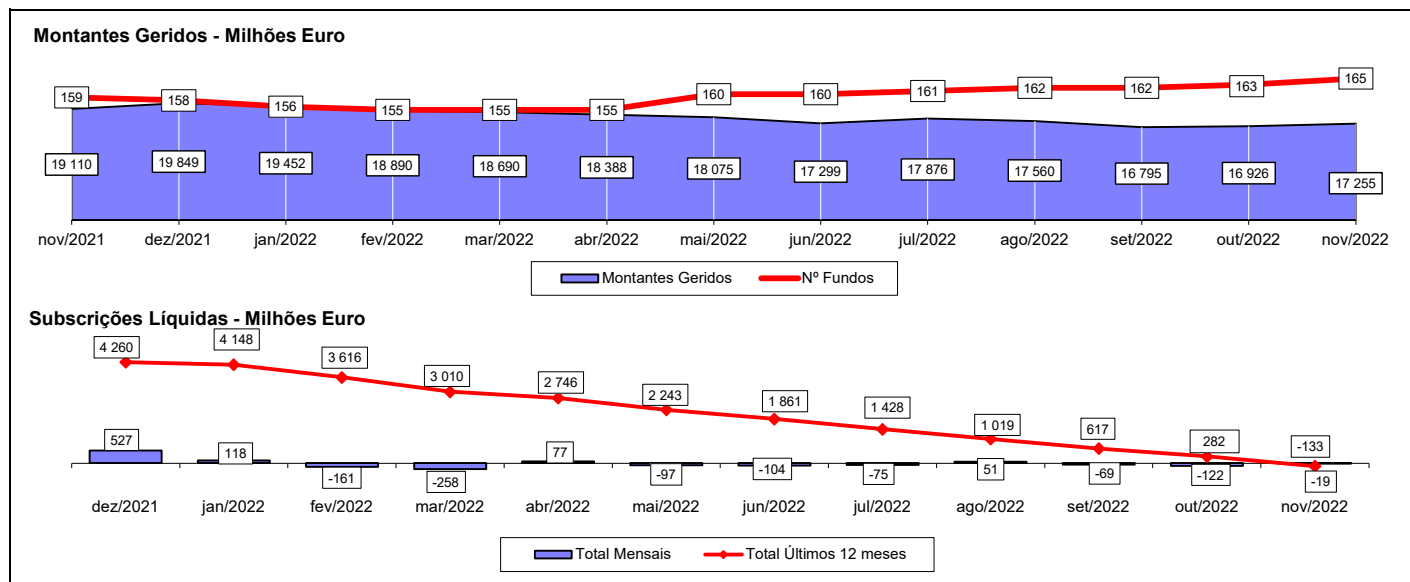 Montantes Geridos - Milhões Euro
159 158 156 155 155 155 160 160 161 162 162 163 165
19 110 19 849 19 452 18 890 18 690 18 388 18 075 17 299 17 876 17 560 16 795 16 926 17 255
nov/2021 dez/2021 jan/2022 fev/2022 mar/2022 abr/2022 mai/2022 jun/2022 jul/2022 ago/2022 set/2022 out/2022 nov/2022
Montantes Geridos Nº Fundos
Subscrições Líquidas - Milhões Euro
4 260 4 148 3 616 3 010 2 746 2 243 1 861 1 428 1 019 617 282 -133
527 118 -161 -258 77 -97 -104 -75 51 -69 -122 -19
dez/2021 jan/2022 fev/2022 mar/2022 abr/2022 mai/2022 jun/2022 jul/2022 ago/2022 set/2022 out/2022 nov/2022
Total Mensais Total Últimos 12 meses